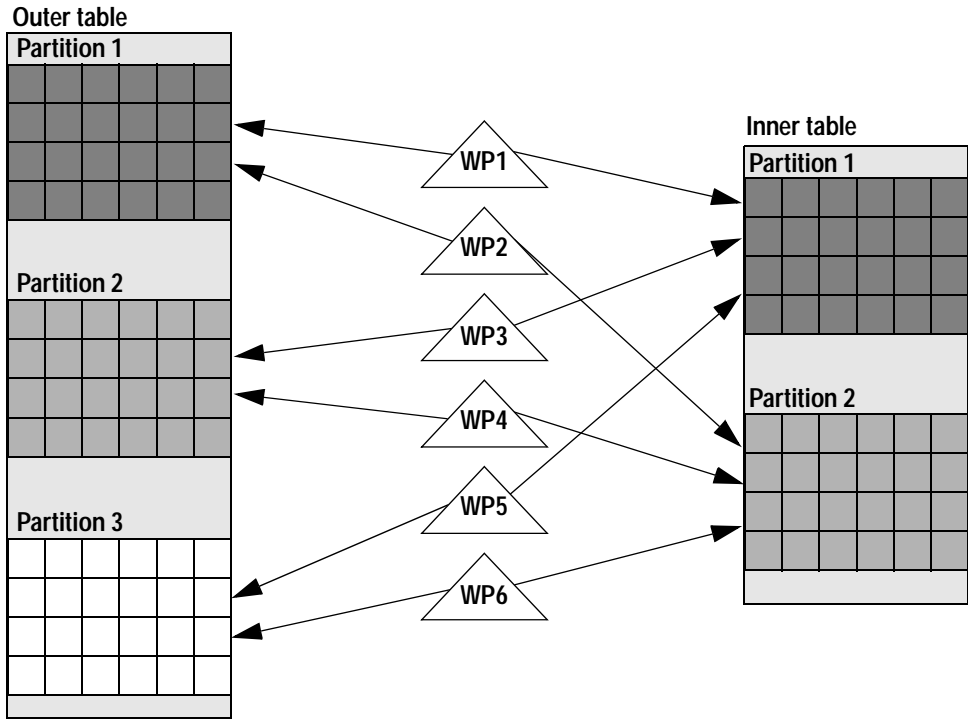 Outer table
Partition 1
Partition 2
Partition 3
WP1
WP2
WP3
WP4
WP5
WP6
Inner table
Partition 1
Partition 2